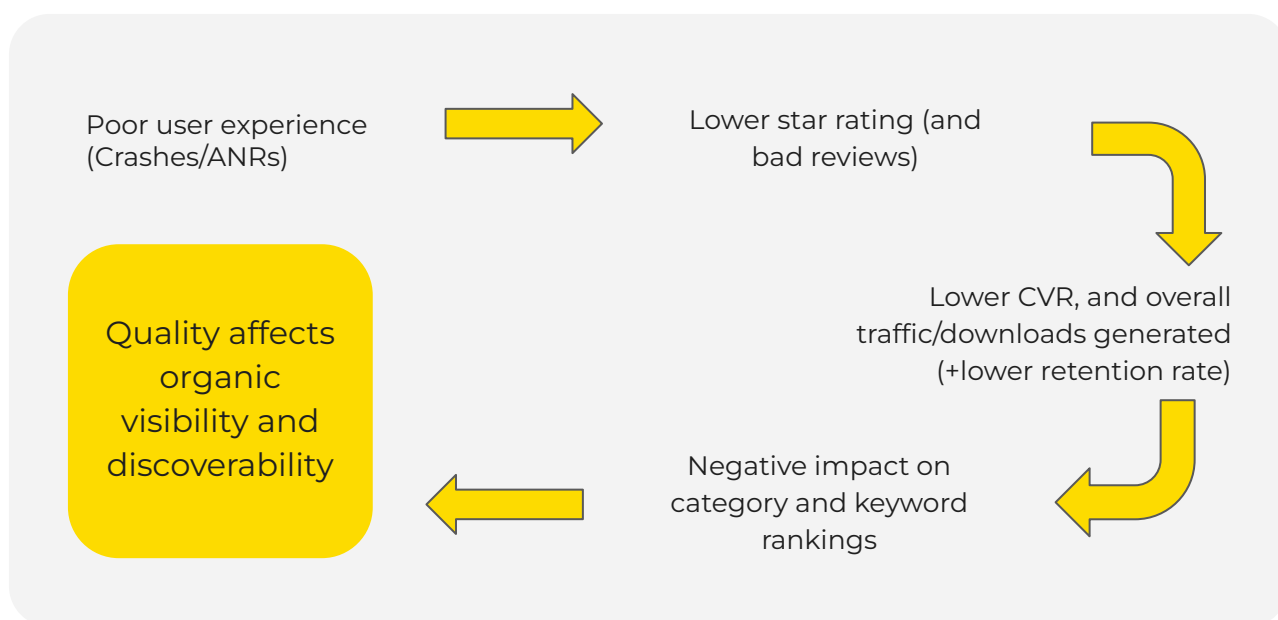 Poor user experience
(Crashes/ANRs)
Lower star rating (and
bad reviews)
Lower CVR, and overall
traffic/downloads generated
(+lower retention rate)
Negative impact on
category and keyword
rankings
Quality affects
organic
visibility and
discoverability